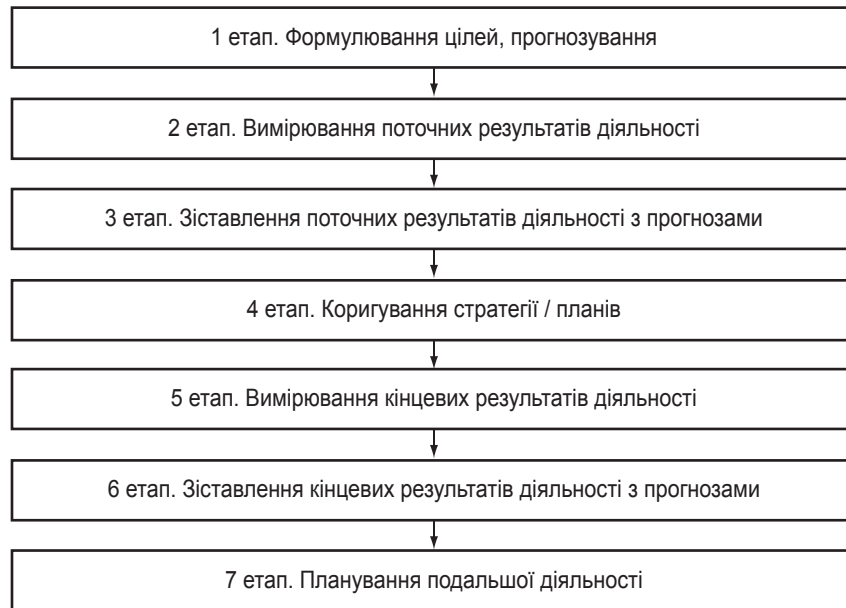 1 етап. Формулювання цілей, прогнозування
2 етап. Вимірювання поточних результатів діяльності
3 етап. Зіставлення поточних результатів діяльності з прогнозами
4 етап. Коригування стратегії / планів
5 етап. Вимірювання кінцевих результатів діяльності
6 етап. Зіставлення кінцевих результатів діяльності з прогнозами
7 етап. Планування подальшої діяльності